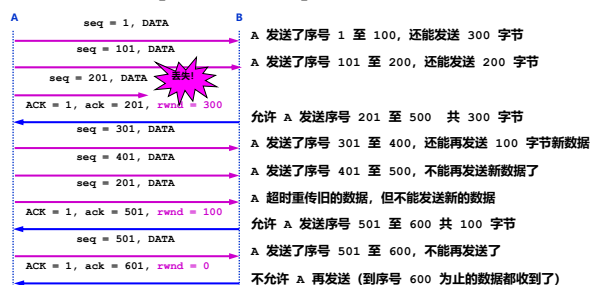 A B
seq = 1, DATA
A 发送了序号 1 至 100, 还能发送 300 字节
seq = 101, DATA
A 发送了序号 101 至 200, 还能发送 200 字节
seq = 201, DATA
丢失!
ACK = 1, ack = 201, rwnd = 300
允许 A 发送序号 201 至 500 共 300 字节
seq = 301, DATA
A 发送了序号 301 至 400, 还能再发送 100 字节新数据
seq = 401, DATA
A 发送了序号 401 至 500, 不能再发送新数据了
seq = 201, DATA
A 超时重传旧的数据, 但不能发送新的数据
ACK = 1, ack = 501, rwnd = 100
允许 A 发送序号 501 至 600 共 100 字节
seq = 501, DATA
A 发送了序号 501 至 600, 不能再发送了
ACK = 1, ack = 601, rwnd = 0
不允许 A 再发送 (到序号 600 为止的数据都收到了)